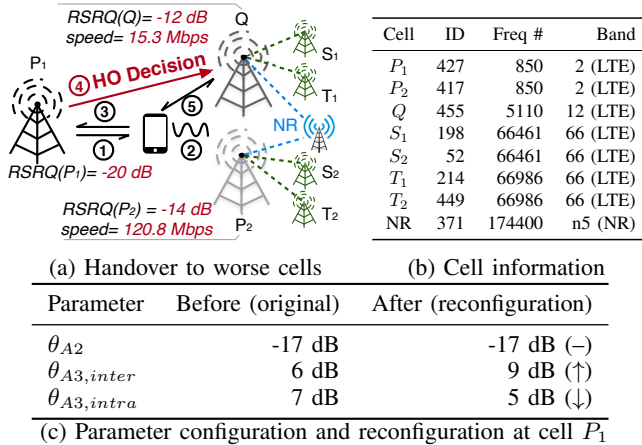 RSRQ(Q)= -12 dB
speed= 15.3 Mbps
Q
P1
④ HO Decision
S1
T1
③
①
⑤
②
NR
RSRQ(P1)= -20 dB
S2
T2
RSRQ(P2) = -14 dB
speed= 120.8 Mbps
P2
(a) Handover to worse cells
Cell ID Freq # Band
P1 427 850 2 (LTE)
P2 417 850 2 (LTE)
Q 455 5110 12 (LTE)
S1 198 66461 66 (LTE)
S2 52 66461 66 (LTE)
T1 214 66986 66 (LTE)
T2 449 66986 66 (LTE)
NR 371 174400 n5 (NR)
(b) Cell information
Parameter Before (original) After (reconfiguration)
θA2 -17 dB -17 dB (–)
θA3,inter 6 dB 9 dB (↑)
θA3,intra 7 dB 5 dB (↓)
(c) Parameter configuration and reconfiguration at cell P1